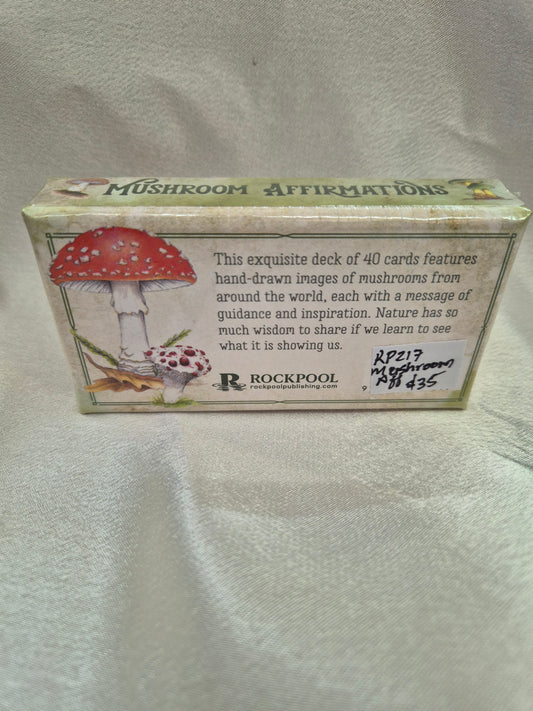 MUSHROOM AFFIRMATIONS
This exquisite deck of 40 cards features
hand-drawn images of mushrooms from
around the world, each with a message of
guidance and inspiration. Nature has so
much wisdom to share if we learn to see
what it is showing us.
R ROCKPOOL
rockpoolpublishing.com
9
RP217
Mushroom
Aff $35